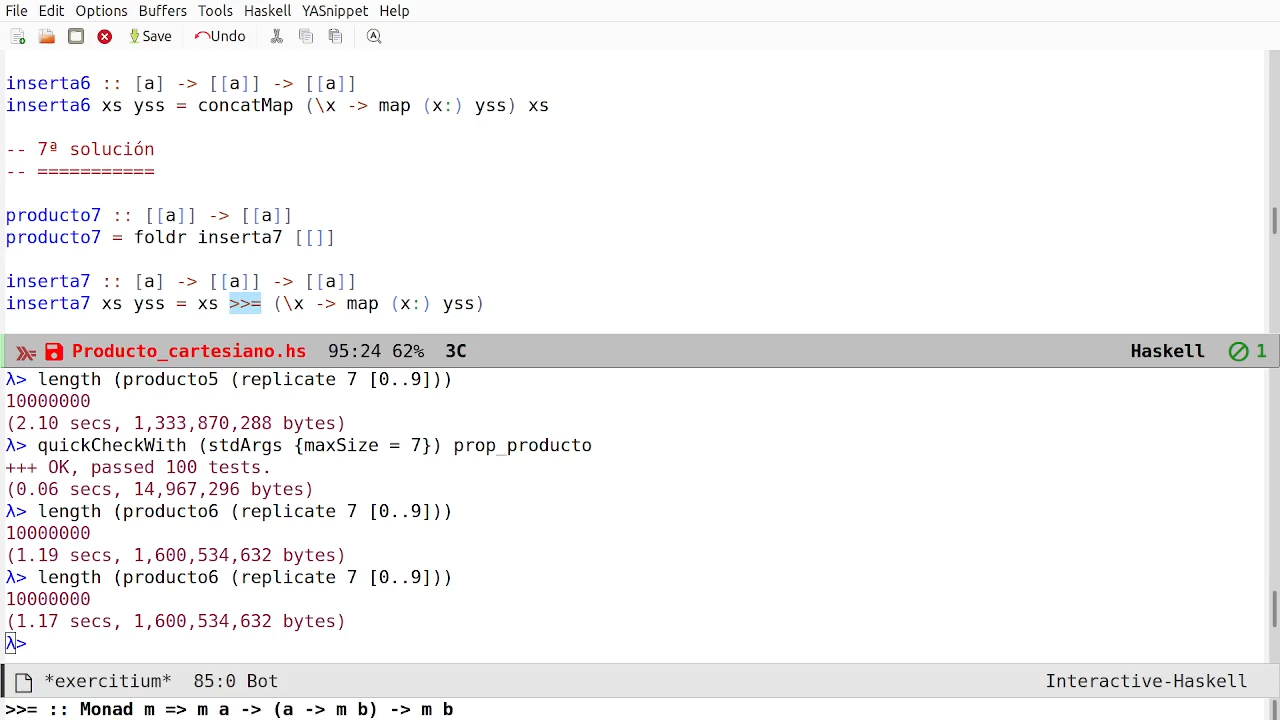 File Edit Options Buffers Tools Haskell YASnippet Help
Save Undo
inserta6 :: [a] -> [[a]] -> [[a]]
inserta6 xs yss = concatMap (\x -> map (x:) yss) xs
-- 7ª solución
-- ===========
producto7 :: [[a]] -> [[a]]
producto7 = foldr inserta7 [[]]
inserta7 :: [a] -> [[a]] -> [[a]]
inserta7 xs yss = xs >>= (\x -> map (x:) yss)
Producto_cartesiano.hs 95:24 62% 3C Haskell 1
λ> length (producto5 (replicate 7 [0..9]))
10000000
(2.10 secs, 1,333,870,288 bytes)
λ> quickCheckWith (stdArgs {maxSize = 7}) prop_producto
+++ OK, passed 100 tests.
(0.06 secs, 14,967,296 bytes)
λ> length (producto6 (replicate 7 [0..9]))
10000000
(1.19 secs, 1,600,534,632 bytes)
λ> length (producto6 (replicate 7 [0..9]))
10000000
(1.17 secs, 1,600,534,632 bytes)
λ>
*exercitium* 85:0 Bot Interactive-Haskell
>>= :: Monad m => m a -> (a -> m b) -> m b